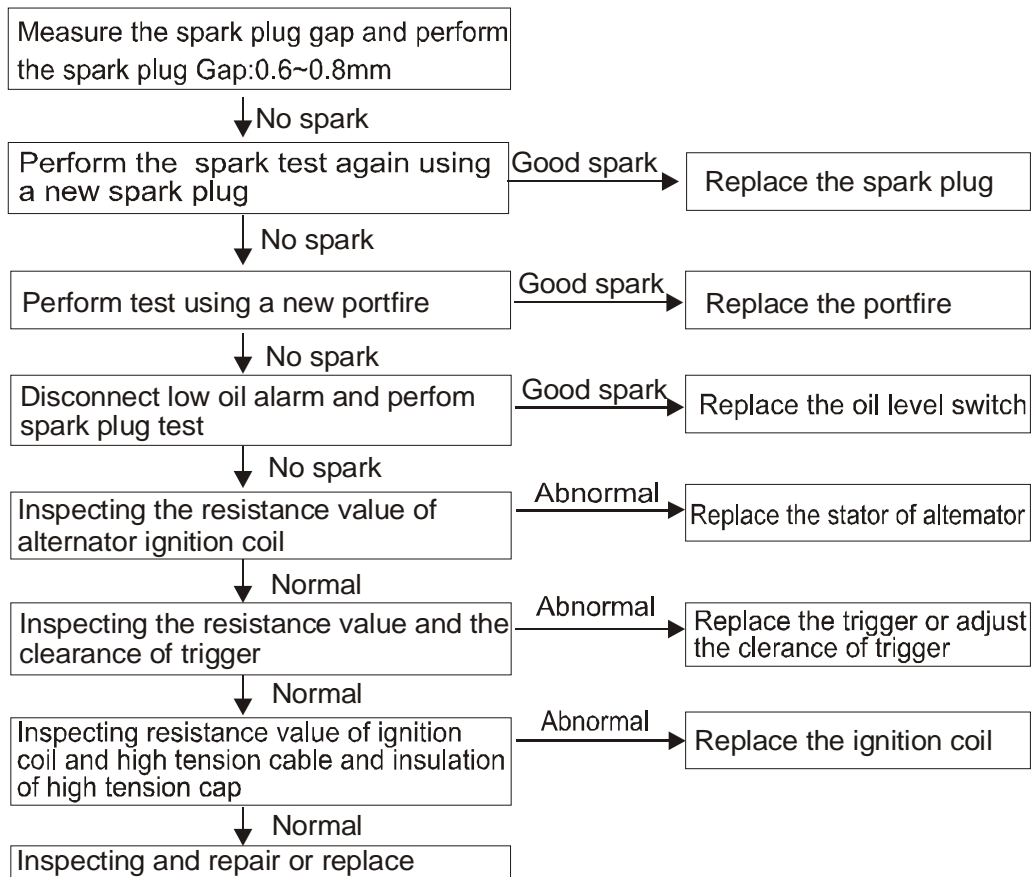 Measure the spark plug gap and perform
the spark plug Gap:0.6~0.8mm
No spark
Perform the spark test again using
a new spark plug
Good spark
Replace the spark plug
No spark
Perform test using a new portfire
Good spark
Replace the portfire
No spark
Disconnect low oil alarm and perfom
spark plug test
Good spark
Replace the oil level switch
No spark
Inspecting the resistance value of
alternator ignition coil
Abnormal
Replace the stator of alternator
Normal
Inspecting the resistance value and the
clearance of trigger
Abnormal
Replace the trigger or adjust
the clerance of trigger
Normal
Inspecting resistance value of ignition
coil and high tension cable and insulation
of high tension cap
Abnormal
Replace the ignition coil
Normal
Inspecting and repair or replace